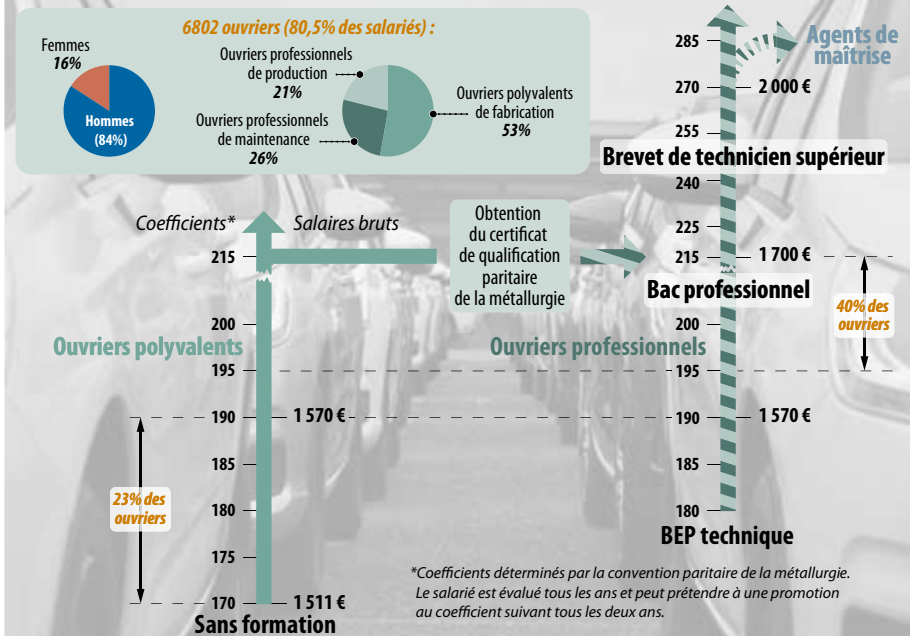 6802 ouvriers (80,5% des salariés) :
Femmes
16%
Hommes
(84%)
Ouvriers professionnels
de production
21%
Ouvriers professionnels
de maintenance
26%
Ouvriers polyvalents
de fabrication
53%
Agents de
maîtrise
285
270
2 000 €
255
Brevet de technicien supérieur
240
225
215
1 700 €
Bac professionnel
200
Ouvriers professionnels
195
190
1 570 €
185
180
BEP technique
40% des
ouvriers
Coefficients*
Salaires bruts
215
Obtention
du certificat
de qualification
paritaire
de la métallurgie
200
Ouvriers polyvalents
195
190
1 570 €
185
180
175
170
1 511 €
Sans formation
23% des
ouvriers
*Coefficients déterminés par la convention paritaire de la métallurgie.
Le salarié est évalué tous les ans et peut prétendre à une promotion
au coefficient suivant tous les deux ans.